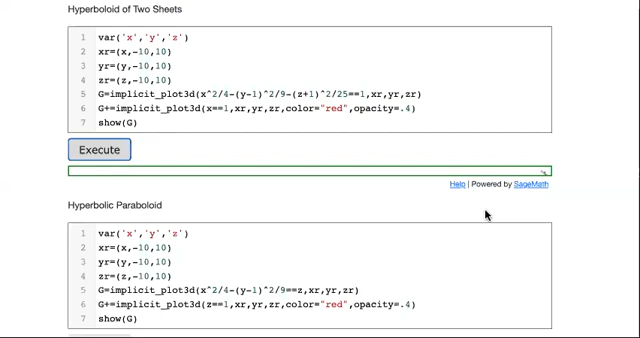 Hyperboloid of Two Sheets
1 var('x','y','z')
2 xr=(x,-10,10)
3 yr=(y,-10,10)
4 zr=(z,-10,10)
5 G=implicit_plot3d(x^2/4-(y-1)^2/9-(z+1)^2/25==1,xr,yr,zr)
6 G+=implicit_plot3d(x==1,xr,yr,zr,color="red",opacity=.4)
7 show(G)
Execute
Help | Powered by SageMath
Hyperbolic Paraboloid
1 var('x','y','z')
2 xr=(x,-10,10)
3 yr=(y,-10,10)
4 zr=(z,-10,10)
5 G=implicit_plot3d(x^2/4-(y-1)^2/9==z,xr,yr,zr)
6 G+=implicit_plot3d(z==1,xr,yr,zr,color="red",opacity=.4)
7 show(G)